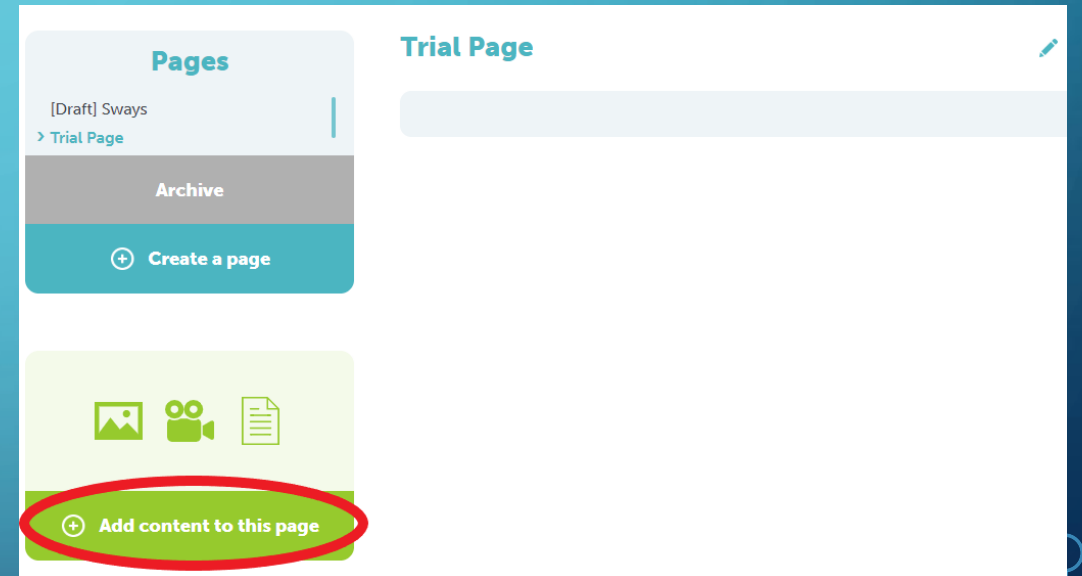 Pages
[Draft] Sways
Trial Page
Archive
Create a page
Add content to this page
Trial Page